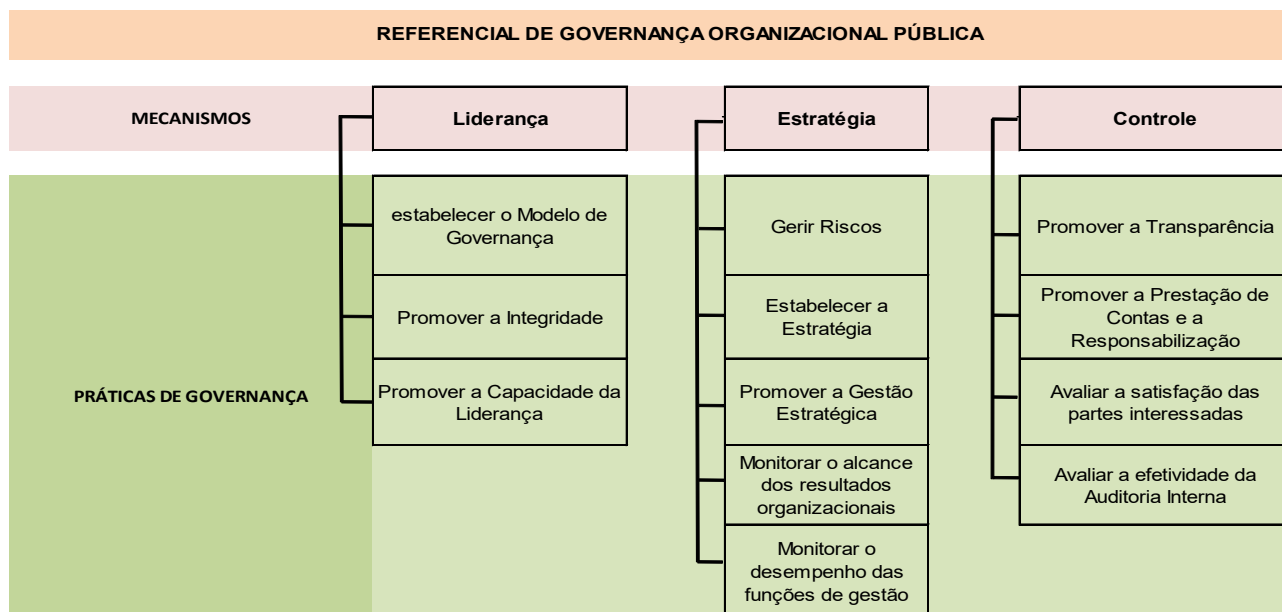 REFERENCIAL DE GOVERNANÇA ORGANIZACIONAL PÚBLICA
MECANISMOS
Liderança
Estratégia
Controle
PRÁTICAS DE GOVERNANÇA
estabelecer o Modelo de
Governança
Promover a Integridade
Promover a Capacidade da
Liderança
Gerir Riscos
Estabelecer a
Estratégia
Promover a Gestão
Estratégica
Monitorar o alcance
dos resultados
organizacionais
Monitorar o
desempenho das
funções de gestão
Promover a Transparência
Promover a Prestação de
Contas e a
Responsabilização
Avaliar a satisfação das
partes interessadas
Avaliar a efetividade da
Auditoria Interna